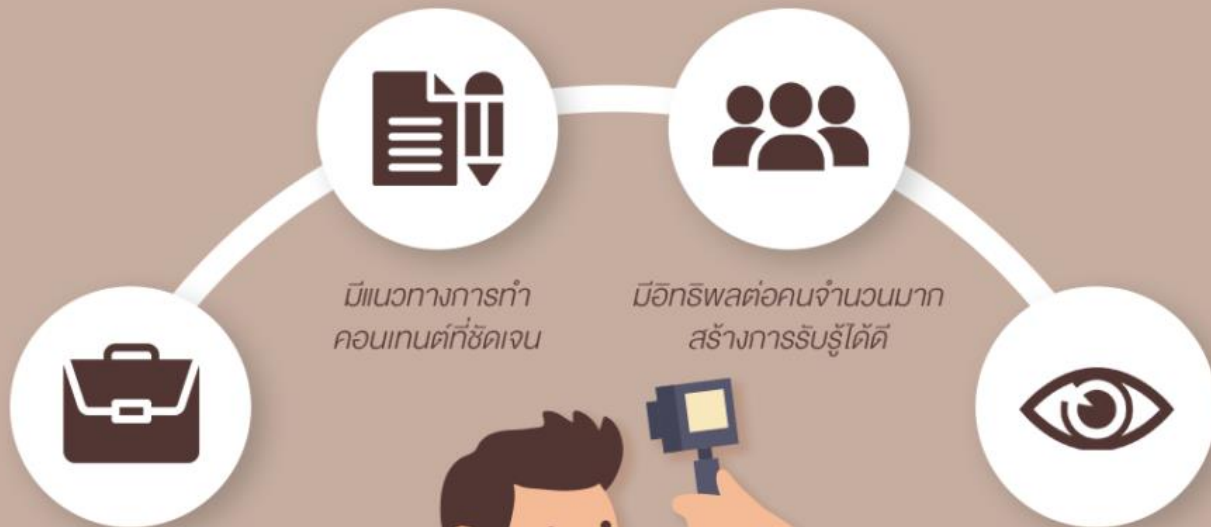 มีแนวทางการทำ
คอนเทนต์ที่ชัดเจน
มีอิทธิพลต่อคนจำนวนมาก
สร้างการรับรู้ได้ดี